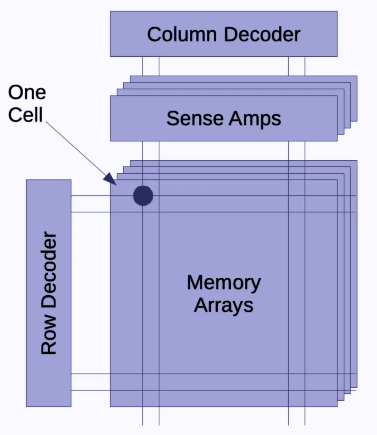 Column Decoder
One
Cell
Sense Amps
Row Decoder
Memory
Arrays